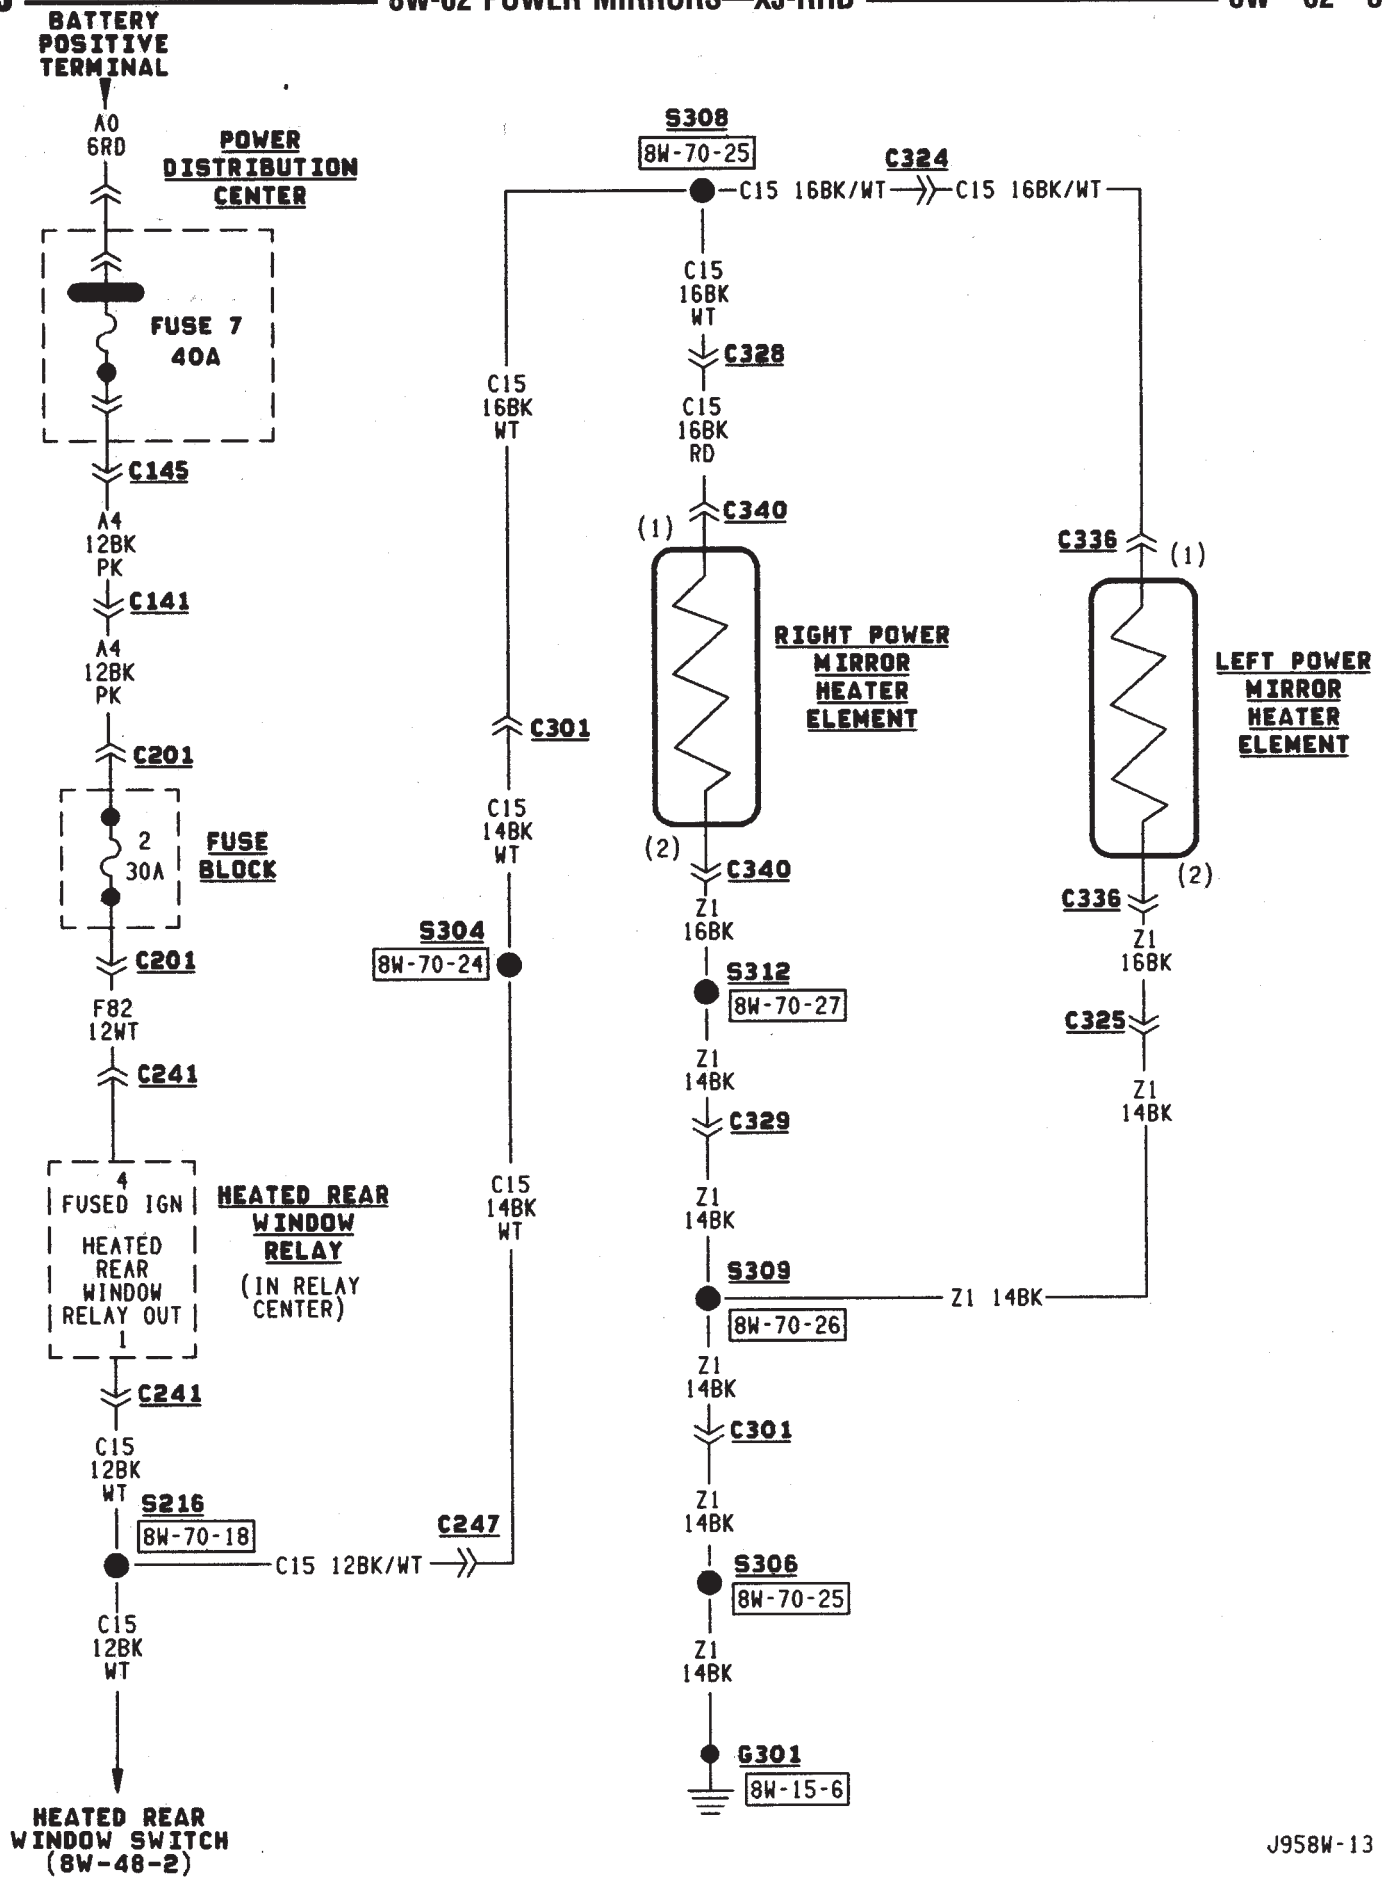 8W-62 POWER MIRRORS—XJ-RHD
BATTERY
POSITIVE
TERMINAL
A0
6RD
POWER
DISTRIBUTION
CENTER
FUSE 7
40A
C145
A4
12BK
PK
C141
A4
12BK
PK
C201
2
30A
FUSE
BLOCK
C201
F82
12WT
C241
4
FUSED IGN
HEATED
REAR
WINDOW
RELAY OUT
1
HEATED REAR
WINDOW
RELAY
(IN RELAY
CENTER)
C241
C15
12BK
WT
S216
8W-70-18
C15 12BK/WT
C247
C15
12BK
WT
HEATED REAR
WINDOW SWITCH
(8W-48-2)
C15
16BK
WT
C301
C15
14BK
WT
S304
8W-70-24
C15
14BK
WT
S308
8W-70-25
C15 16BK/WT
C324
C15 16BK/WT
C15
16BK
WT
C328
C15
16BK
RD
C340
(1)
RIGHT POWER
MIRROR
HEATER
ELEMENT
(2)
C340
Z1
16BK
S312
8W-70-27
Z1
14BK
C329
Z1
14BK
S309
8W-70-26
Z1 14BK
Z1
14BK
C301
Z1
14BK
S306
8W-70-25
Z1
14BK
G301
8W-15-6
C336
(1)
LEFT POWER
MIRROR
HEATER
ELEMENT
(2)
C336
Z1
16BK
C325
Z1
14BK
J958W-13